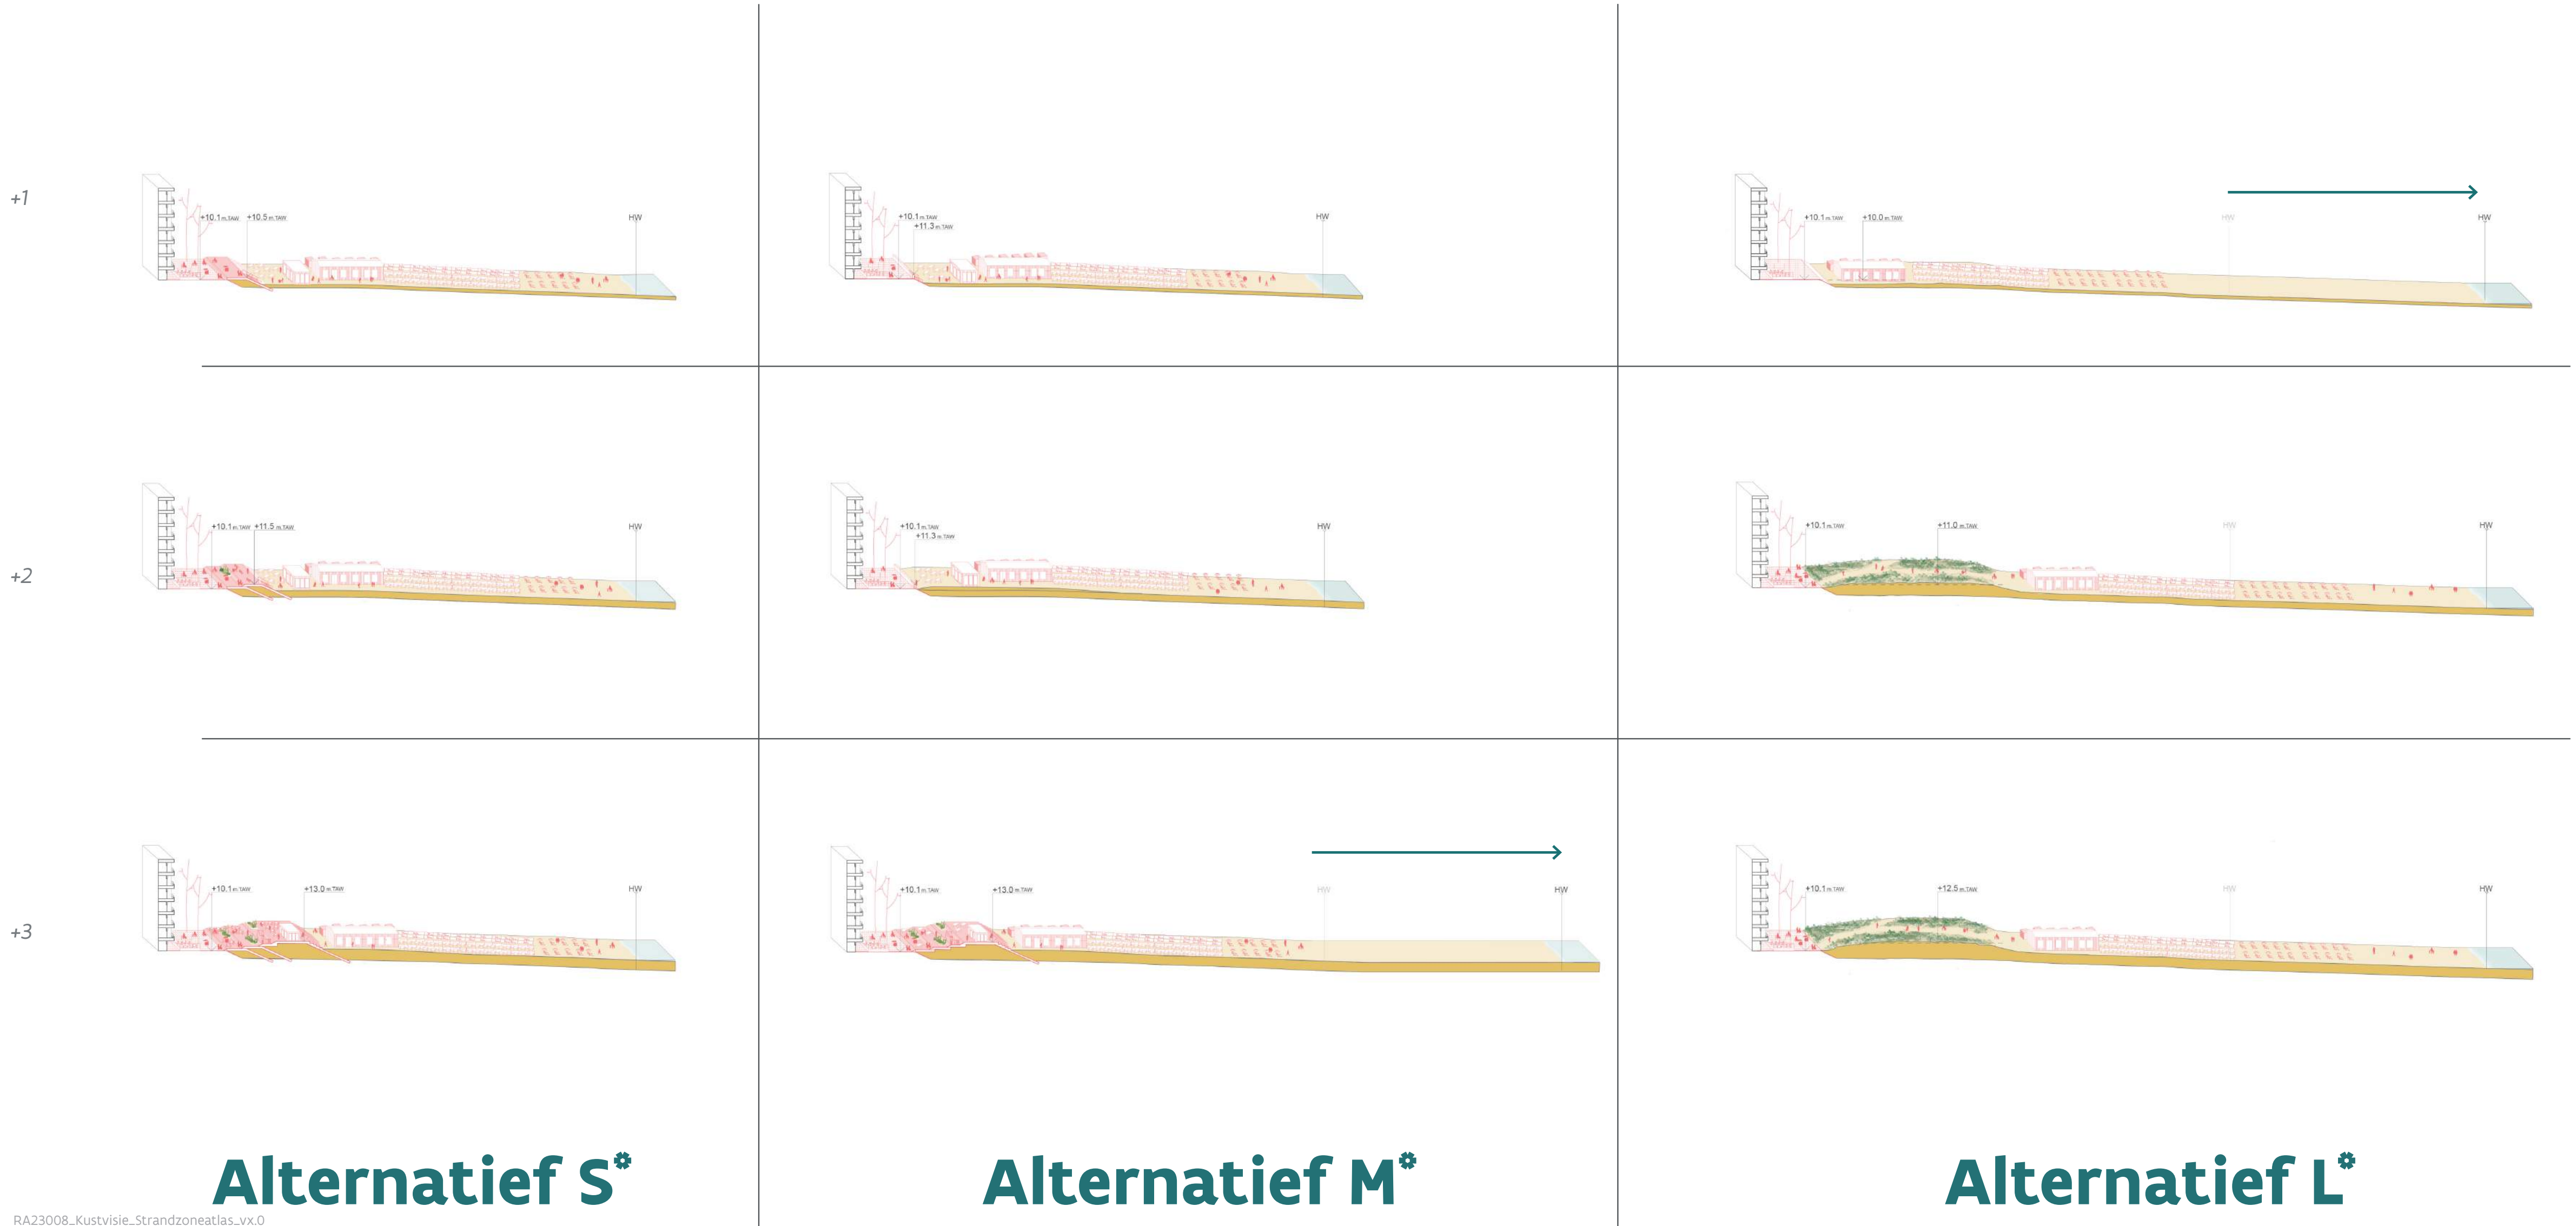 +1
+10.1 m.TAW +10.5 m.TAW
HW
+10.1 m.TAW
+11.3 m.TAW
HW
+10.1 m.TAW +10.0 m.TAW
HW
HW
+2
+10.1 m.TAW +11.5 m.TAW
HW
+10.1 m.TAW
+11.3 m.TAW
HW
+10.1 m.TAW +11.0 m.TAW
HW
HW
+3
+10.1 m.TAW +13.0 m.TAW
HW
+10.1 m.TAW +13.0 m.TAW
HW
HW
+10.1 m.TAW +12.5 m.TAW
HW
HW
Alternatief S*
Alternatief M*
Alternatief L*
RA23008_Kustvisie_Strandzoneatlas_vx.0